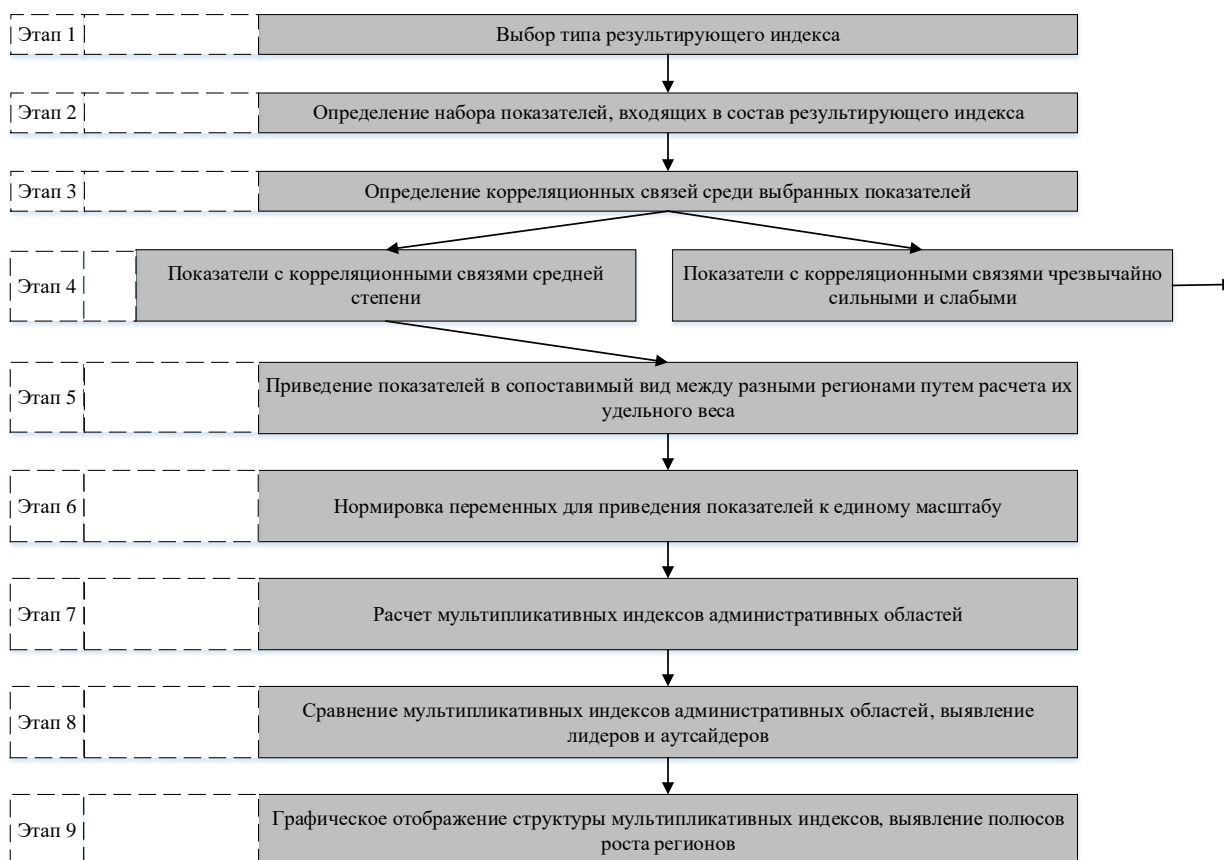 Этап 1
Выбор типа результирующего индекса
Этап 2
Определение набора показателей, входящих в состав результирующего индекса
Этап 3
Определение корреляционных связей среди выбранных показателей
Этап 4
Показатели с корреляционными связями средней
степени
Показатели с корреляционными связями чрезвычайно
сильными и слабыми
Этап 5
Приведение показателей в сопоставимый вид между разными регионами путем расчета их
удельного веса
Этап 6
Нормировка переменных для приведения показателей к единому масштабу
Этап 7
Расчет мультипликативных индексов административных областей
Этап 8
Сравнение мультипликативных индексов административных областей, выявление
лидеров и аутсайдеров
Этап 9
Графическое отображение структуры мультипликативных индексов, выявление полюсов
роста регионов